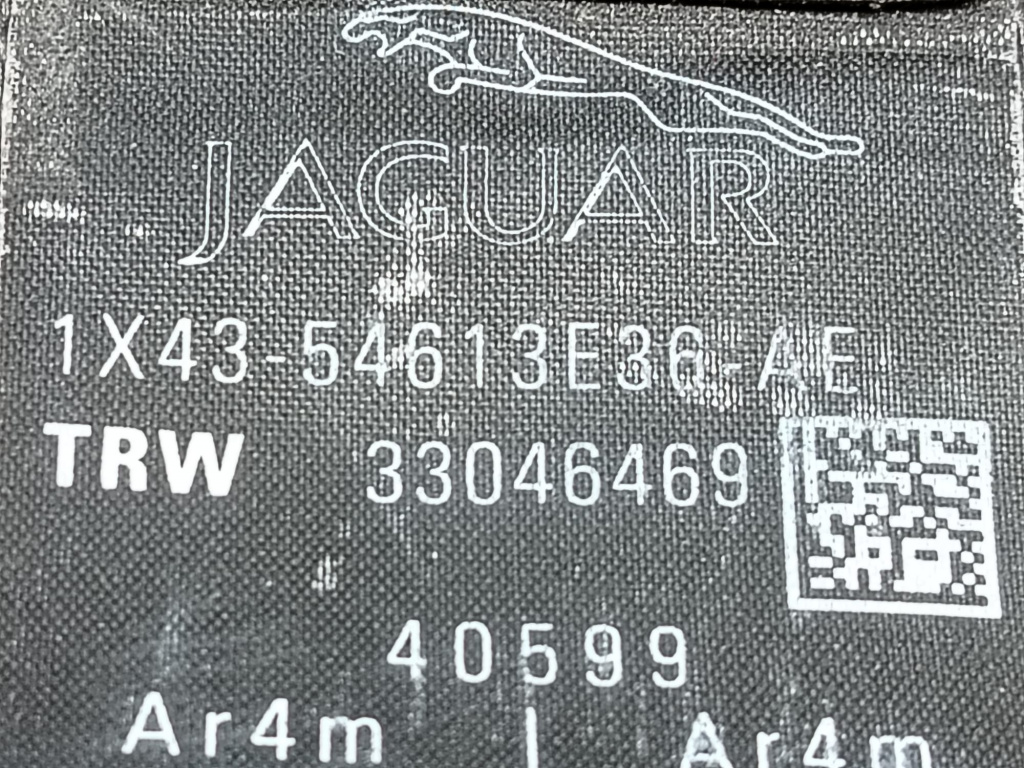 JAGUAR
1X43-54613E36-AE
TRW 33046469
40599
Ar4m | Ar4m